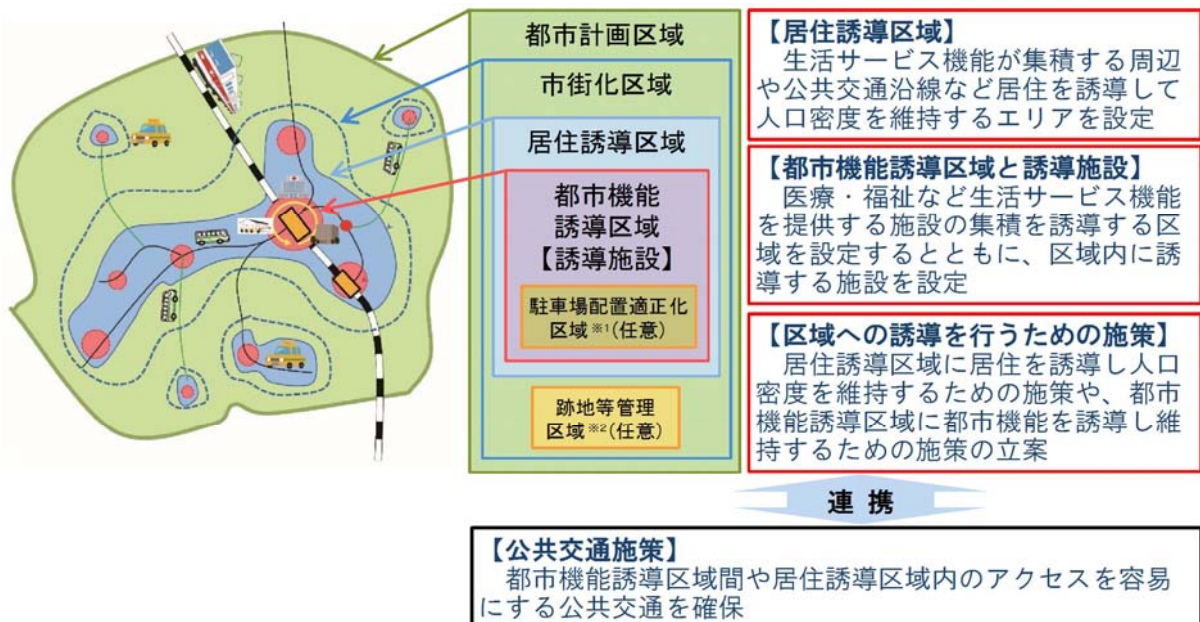 都市計画区域
市街化区域
居住誘導区域
都市機能
誘導区域
【誘導施設】
駐車場配置適正化
区域※1(任意)
跡地等管理
区域※2(任意)
【居住誘導区域】
生活サービス機能が集積する周辺
や公共交通沿線など居住を誘導して
人口密度を維持するエリアを設定
【都市機能誘導区域と誘導施設】
医療・福祉など生活サービス機能
を提供する施設の集積を誘導する区
域を設定するとともに、区域内に誘
導する施設を設定
【区域への誘導を行うための施策】
居住誘導区域に居住を誘導し人口
密度を維持するための施策や、都市
機能誘導区域に都市機能を誘導し維
持するための施策の立案
連携
【公共交通施策】
都市機能誘導区域間や居住誘導区域内のアクセスを容易
にする公共交通を確保